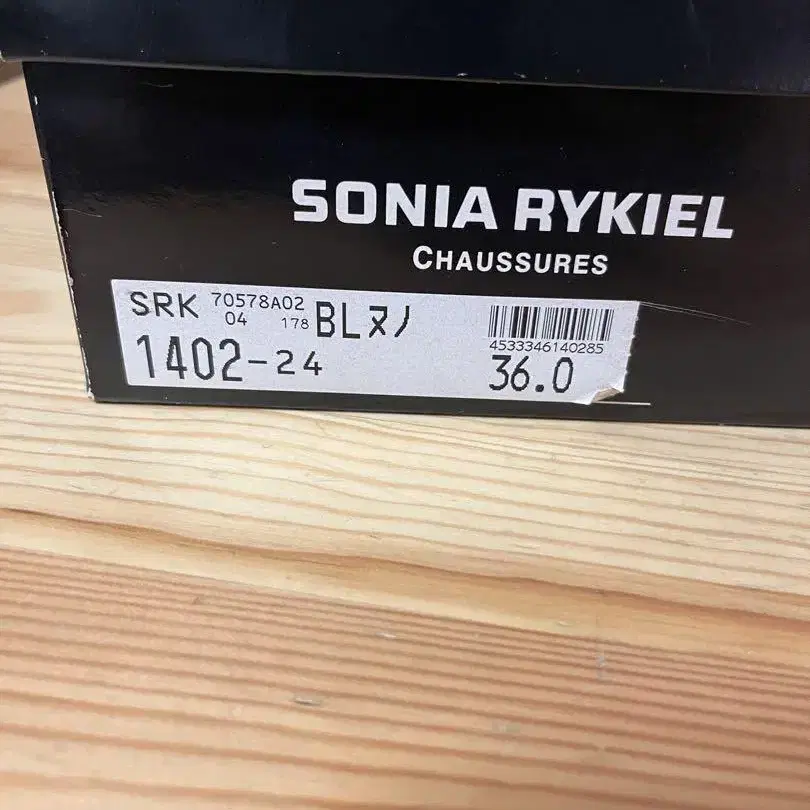 SONIA RYKIEL
CHAUSSURES
SRK 70578A02 BLヌノ
04 178
1402-24
4533346140285
36.0